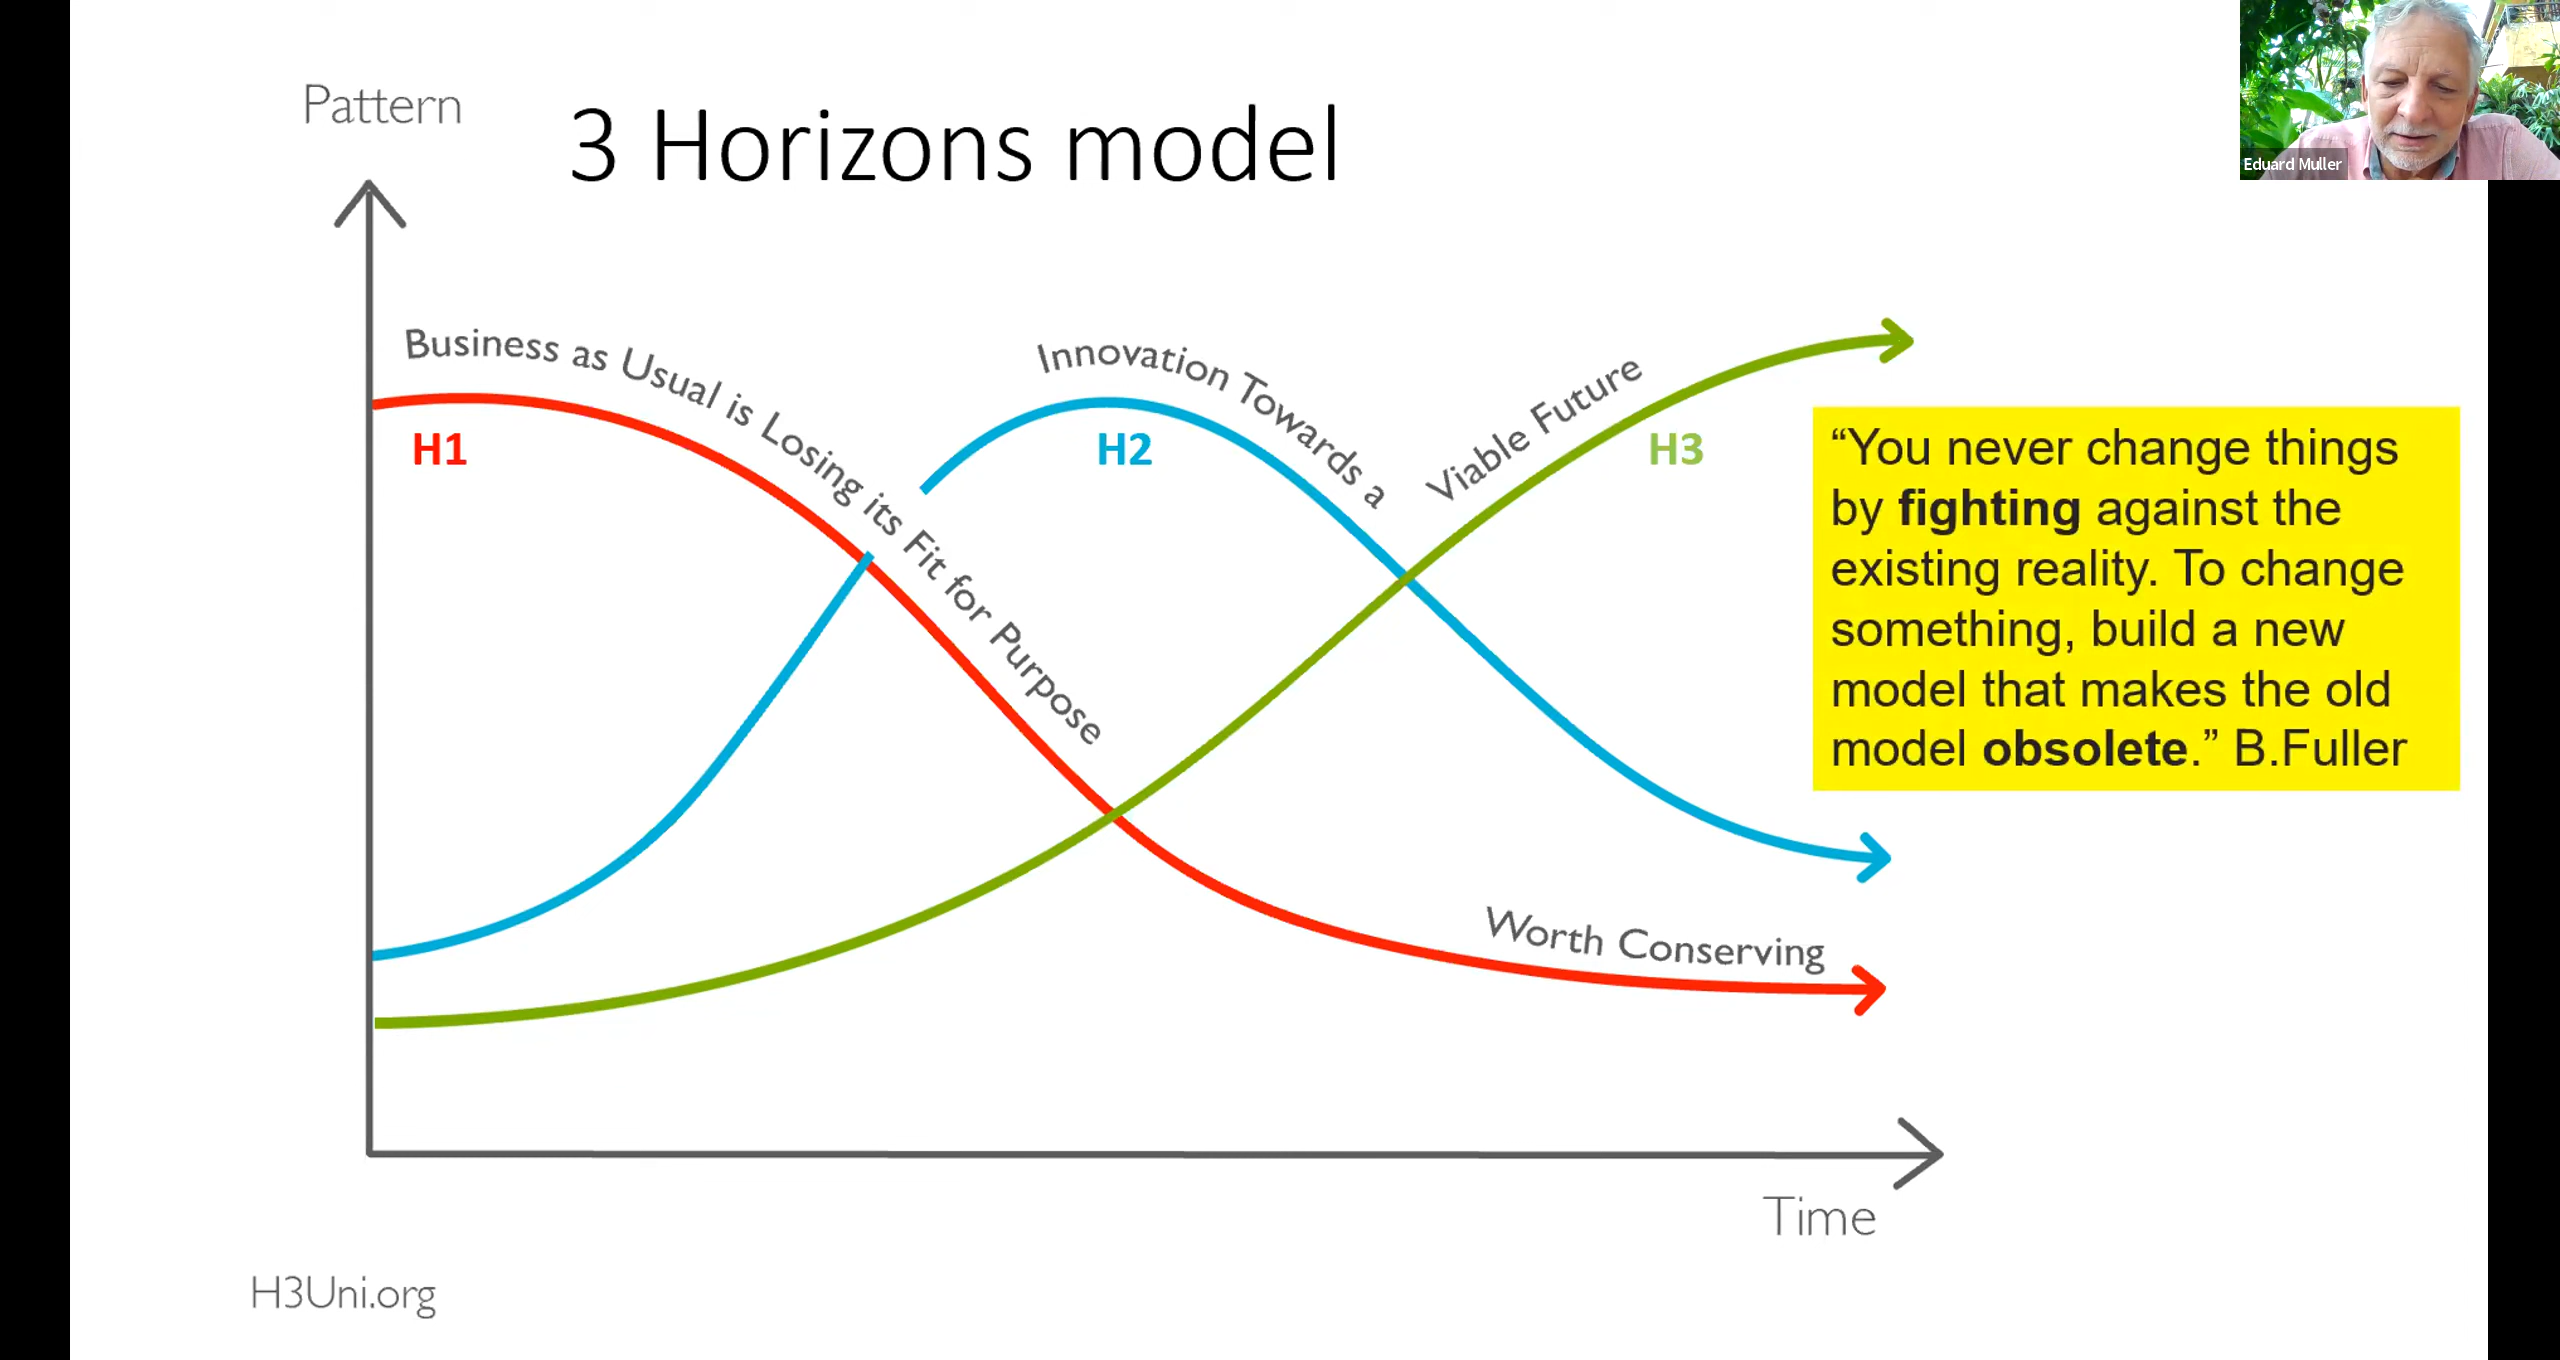 Pattern
3 Horizons model
Eduard Muller
Business as Usual is Losing its Fit for Purpose
Innovation Towards a
Viable Future
H1
H2
H3
“You never change things
by fighting against the
existing reality. To change
something, build a new
model that makes the old
model obsolete.” B.Fuller
Worth Conserving
Time
H3Uni.org